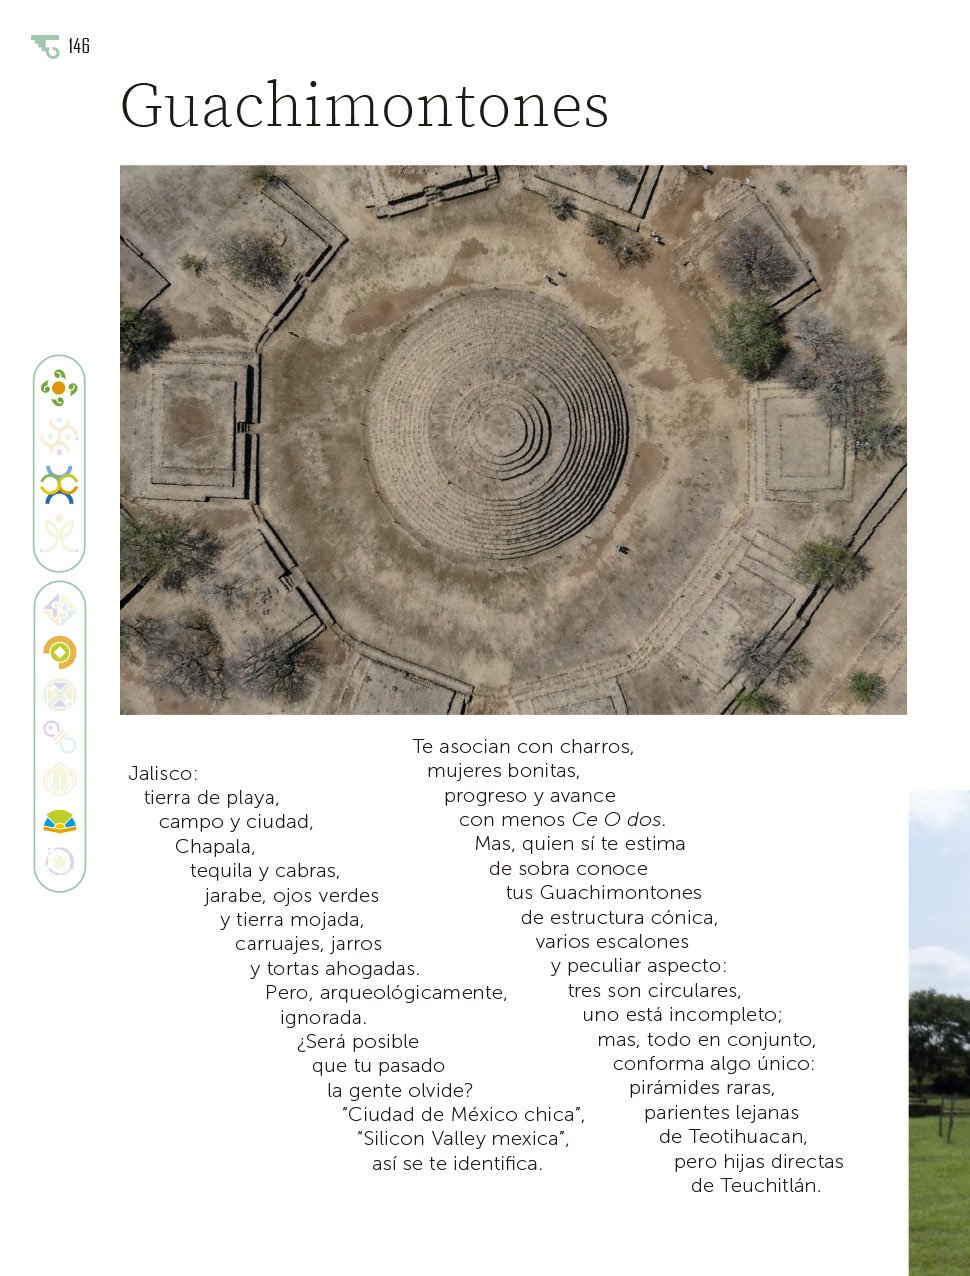 146
Guachimontones
Jalisco:
tierra de playa,
campo y ciudad,
Chapala,
tequila y cabras,
jarabe, ojos verdes
y tierra mojada,
carruajes, jarros
y tortas ahogadas.
Pero, arqueológicamente,
ignorada.
¿Será posible
que tu pasado
la gente olvide?
“Ciudad de México chica”,
“Silicon Valley mexica”,
así se te identifica.
Te asocian con charros,
mujeres bonitas,
progreso y avance
con menos Ce O dos.
Mas, quien sí te estima
de sobra conoce
tus Guachimontones
de estructura cónica,
varios escalones
y peculiar aspecto:
tres son circulares,
uno está incompleto;
mas, todo en conjunto,
conforma algo único:
pirámides raras,
parientes lejanas
de Teotihuacan,
pero hijas directas
de Teuchitlán.